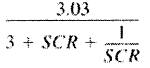 3.03
3 + SCR + 1
SCR